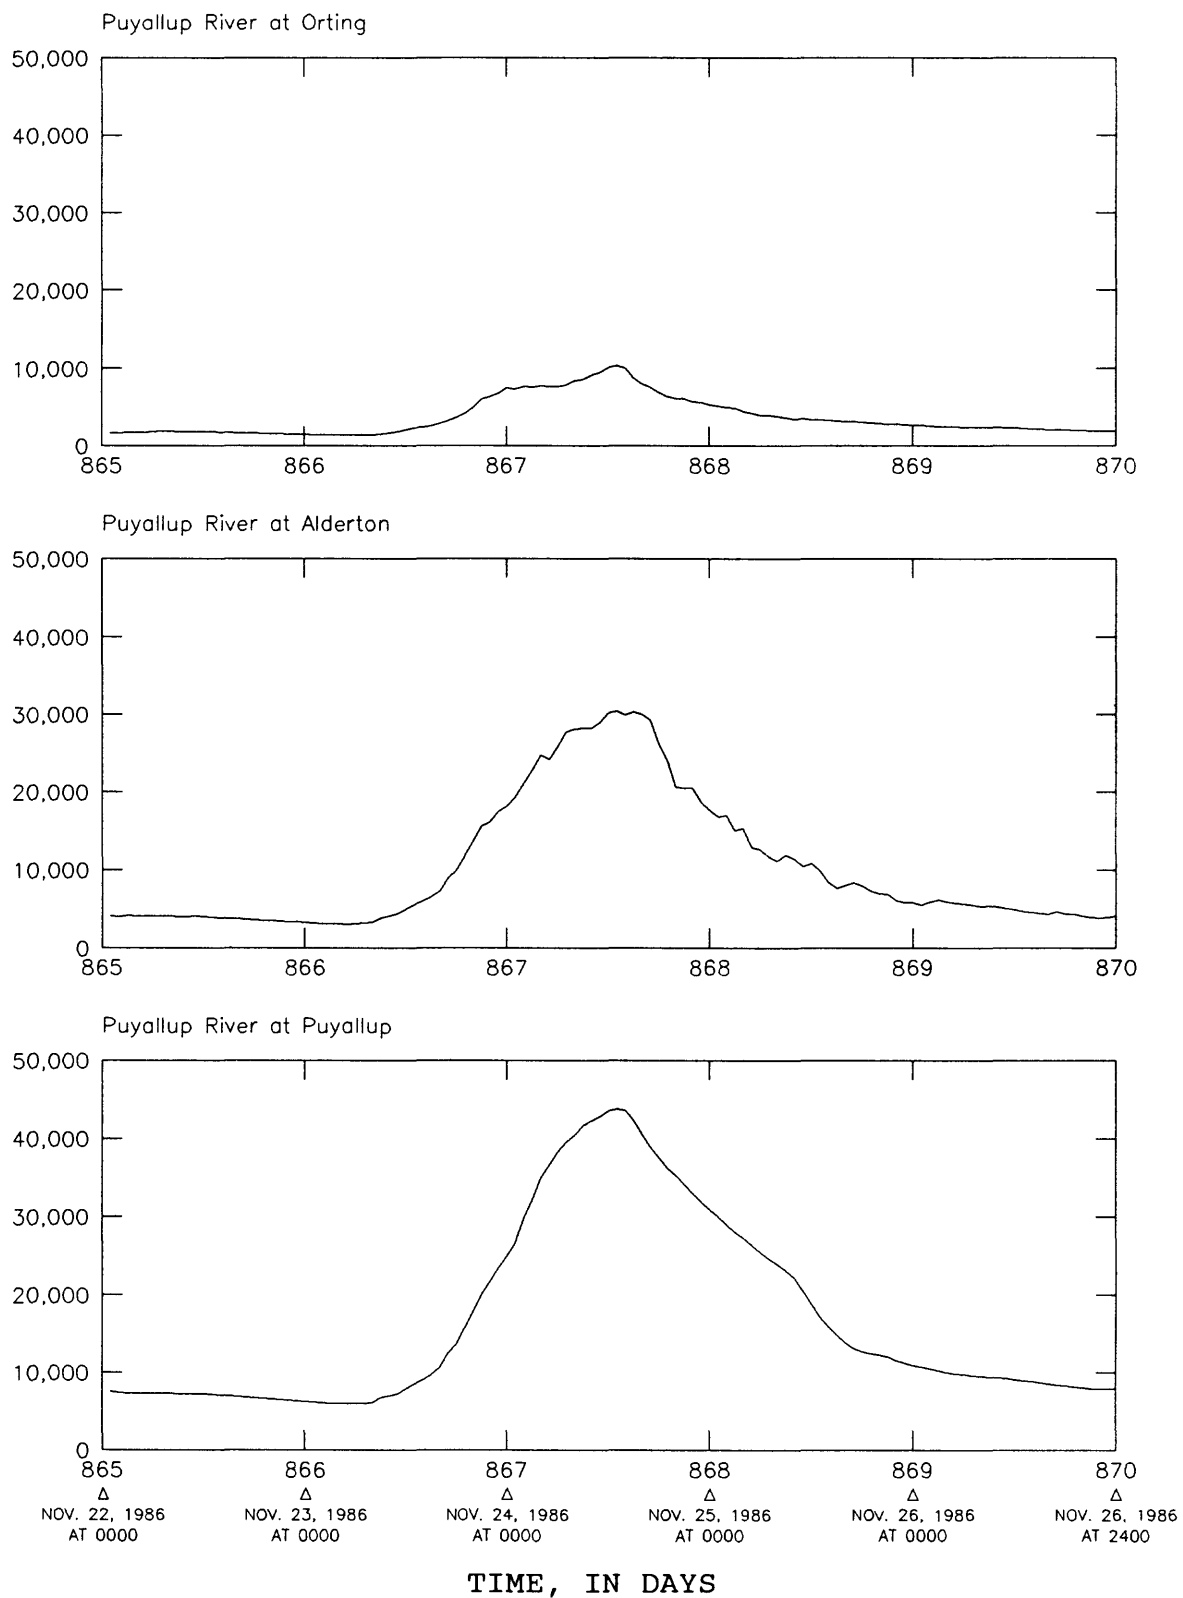 Puyallup River at Orting
50,000
40,000
30,000
20,000
10,000
0
865 866 867 868 869 870
Puyallup River at Alderton
50,000
40,000
30,000
20,000
10,000
0
865 866 867 868 869 870
Puyallup River at Puyallup
50,000
40,000
30,000
20,000
10,000
0
865 866 867 868 869 870
NOV. 22, 1986 NOV. 23, 1986 NOV. 24, 1986 NOV. 25, 1986 NOV. 26, 1986 NOV. 26, 1986
AT 0000 AT 0000 AT 0000 AT 0000 AT 0000 AT 2400
TIME, IN DAYS